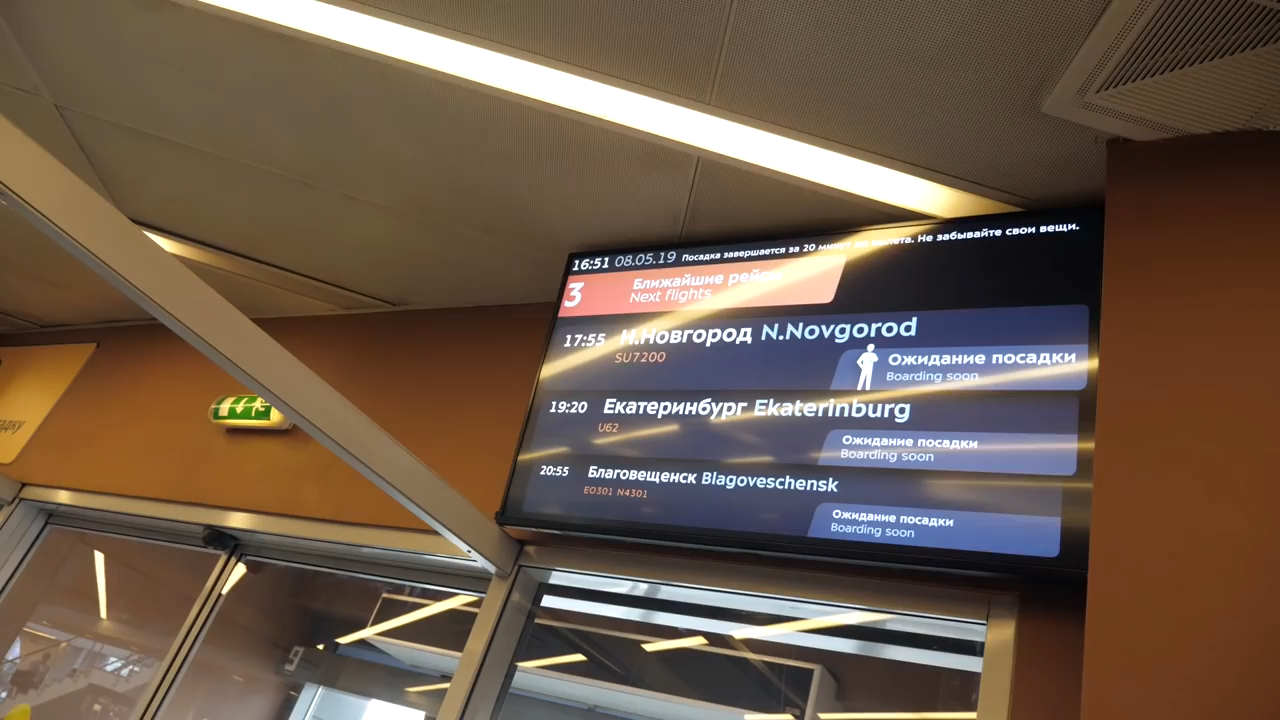 16:51 08.05.19 Посадка завершается за 20 минут до вылета. Не забывайте свои вещи.
3 Ближайшие рейсы
Next flights
17:55 Н.Новгород N.Novgorod
SU7200
Ожидание посадки
Boarding soon
19:20 Екатеринбург Ekaterinburg
U62
Ожидание посадки
Boarding soon
20:55 Благовещенск Blagoveschensk
EO301 N4301
Ожидание посадки
Boarding soon